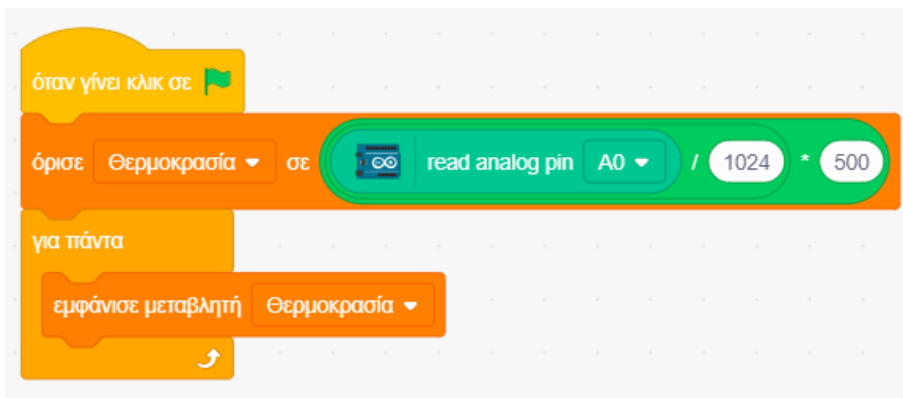 όταν γίνει κλικ σε
όρισε Θερμοκρασία σε read analog pin A0 / 1024 * 500
για πάντα
εμφάνισε μεταβλητή Θερμοκρασία